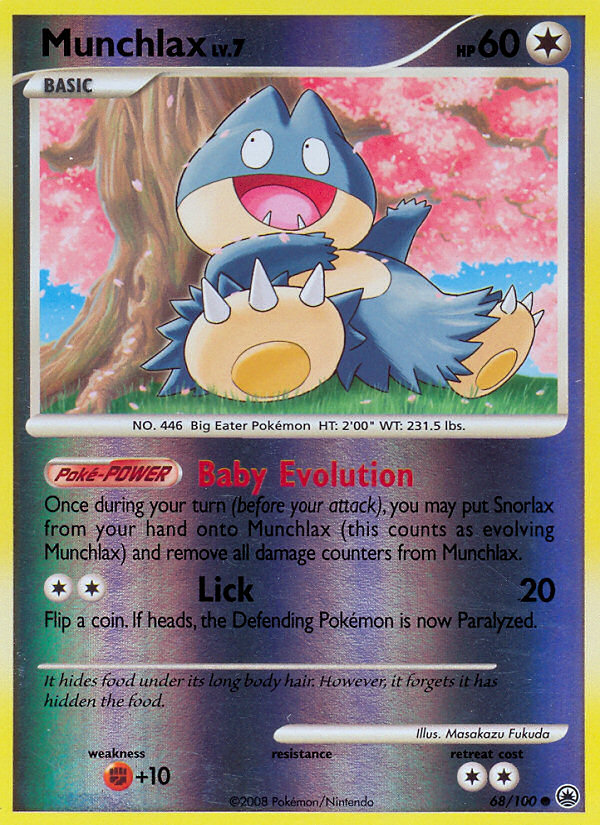 Munchlax LV.7 HP 60
BASIC
NO. 446 Big Eater Pokémon HT: 2'00" WT: 231.5 lbs.
Poké-POWER Baby Evolution
Once during your turn (before your attack), you may put Snorlax
from your hand onto Munchlax (this counts as evolving
Munchlax) and remove all damage counters from Munchlax.
Lick 20
Flip a coin. If heads, the Defending Pokémon is now Paralyzed.
It hides food under its long body hair. However, it forgets it has
hidden the food.
Illus. Masakazu Fukuda
weakness resistance retreat cost
+10
©2008 Pokémon/Nintendo 68/100